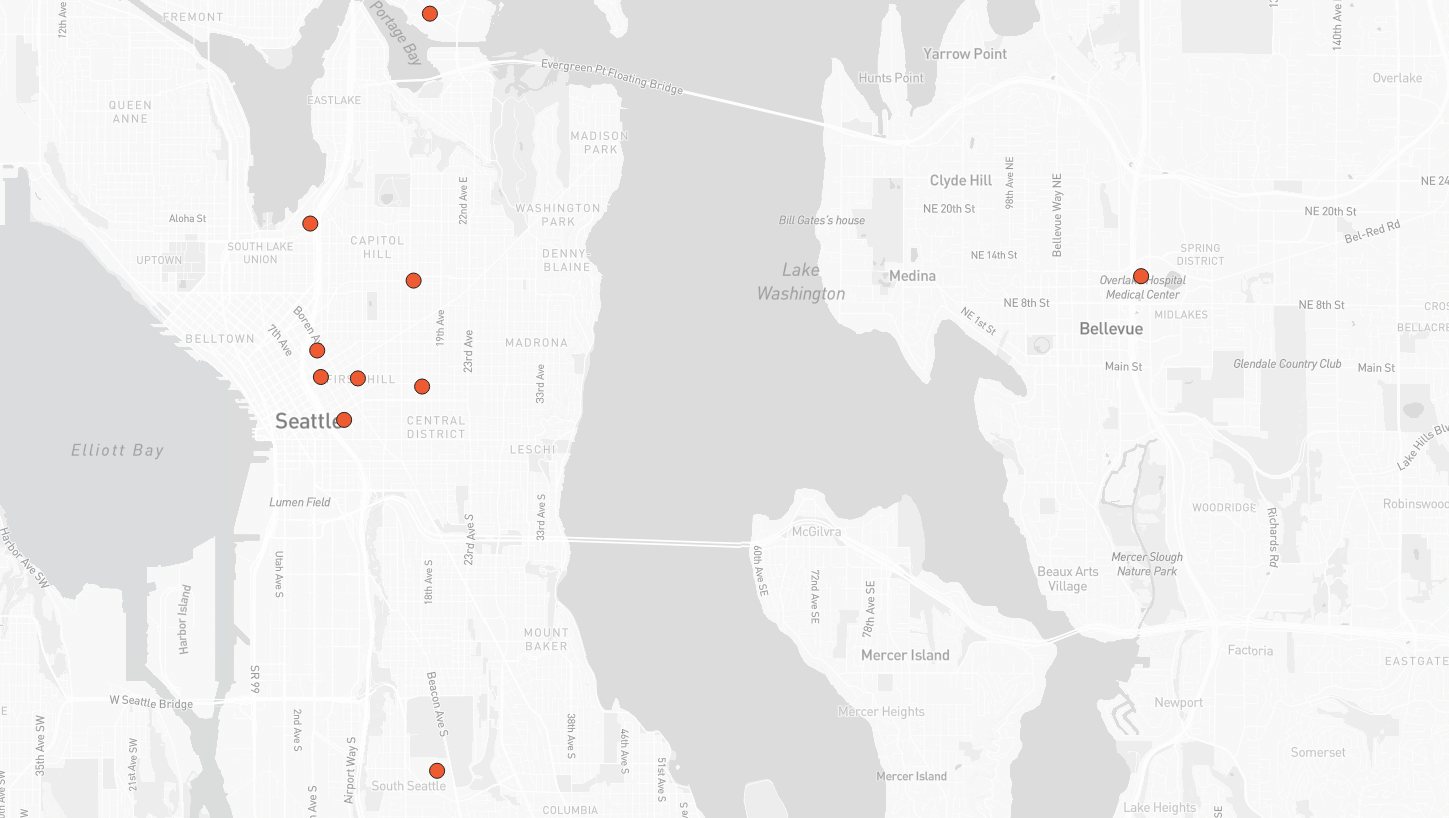 12th Ave
FREMONT
Portage Bay
Evergreen Pt Floating Bridge
Yarrow Point
Hunts Point
140th Ave
Overlake
QUEEN
ANNE
EASTLAKE
MADISON
PARK
Clyde Hill
98th Ave NE
Bellevue Way NE
NE 24
22nd Ave E
WASHINGTON
PARK
NE 20th St
NE 20th St
Aloha St
Bill Gates's house
Bel-Red Rd
SOUTH LAKE
UNION
CAPITOL
HILL
UPTOWN
DENNY-
BLAINE
NE 14th St
SPRING
DISTRICT
Lake
Washington
Medina
Overlake Hospital
Medical Center
NE 8th St
NE 8th St
MIDLAKES
Boren Av
7th Ave
19th Ave
23rd Ave
NE 1st St
Bellevue
CROS
BELLACRE
BELLTOWN
MADRONA
Main St
Glendale Country Club
Main St
FIRST HILL
33rd Ave
Seattle
CENTRAL
DISTRICT
Elliott Bay
LESCHI
Lake Hills Blv
Lumen Field
33rd Ave S
23rd Ave S
WOODRIDGE
Robinswood
Richards Rd
McGilvra
Harbor Ave SW
Utah Ave S
18th Ave S
60th Ave SE
72nd Ave SE
78th Ave SE
Mercer Slough
Nature Park
Beaux Arts
Village
Harbor Island
MOUNT
BAKER
Mercer Island
Factoria
EASTGATE
SR 99
W Seattle Bridge
Beacon Ave S
Mercer Heights
Newport
35th Ave SW
21st Ave SW
2nd Ave S
Airport Way S
38th Ave S
46th Ave S
51st Ave S
Somerset
South Seattle
Mercer Island
COLUMBIA
Lake Heights